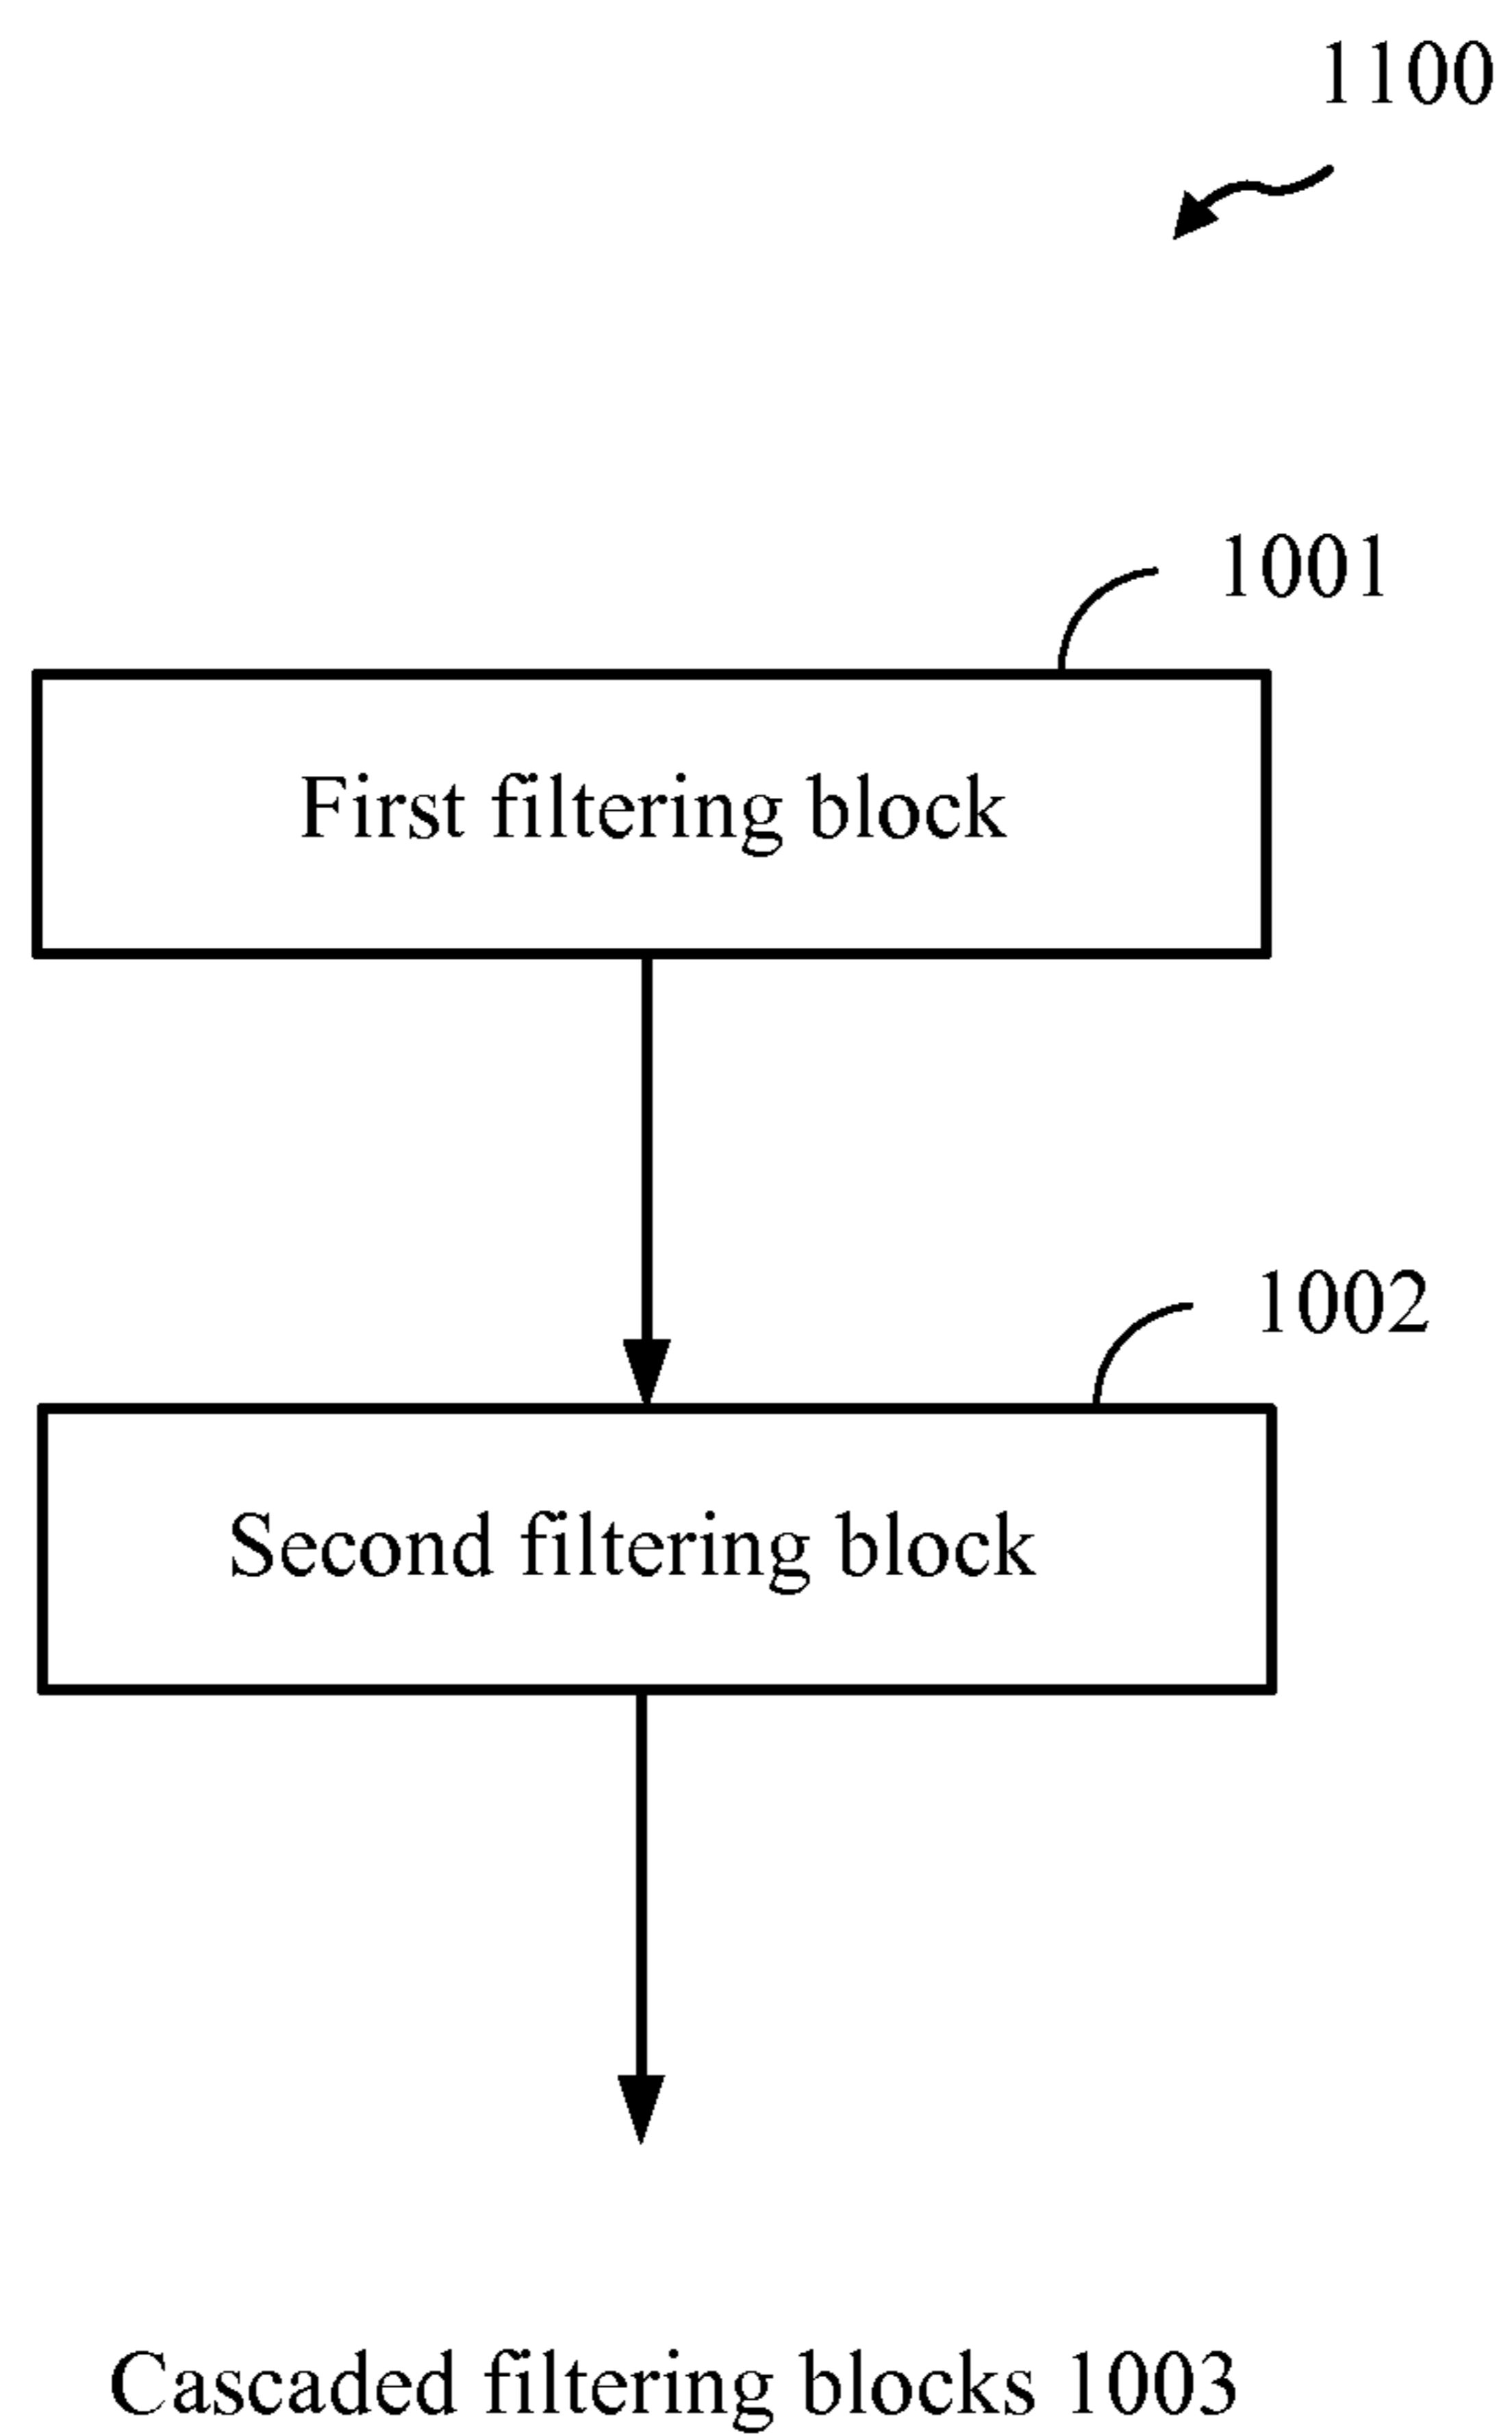 1100
1001
First filtering block
1002
Second filtering block
Cascaded filtering blocks 1003